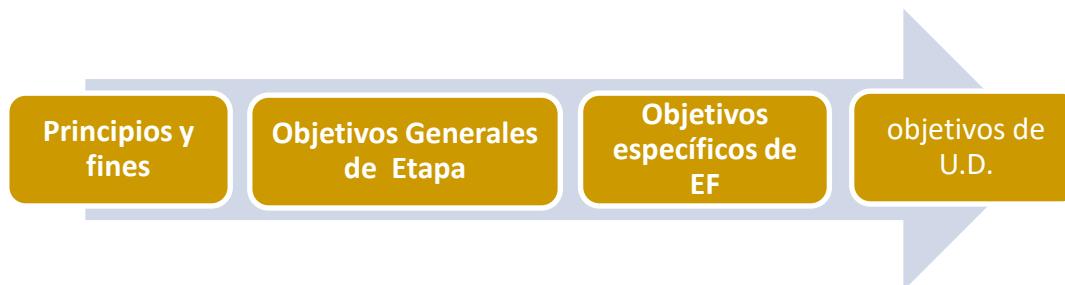 Principios y
fines
Objetivos Generales
de Etapa
Objetivos
específicos de
EF
objetivos de
U.D.